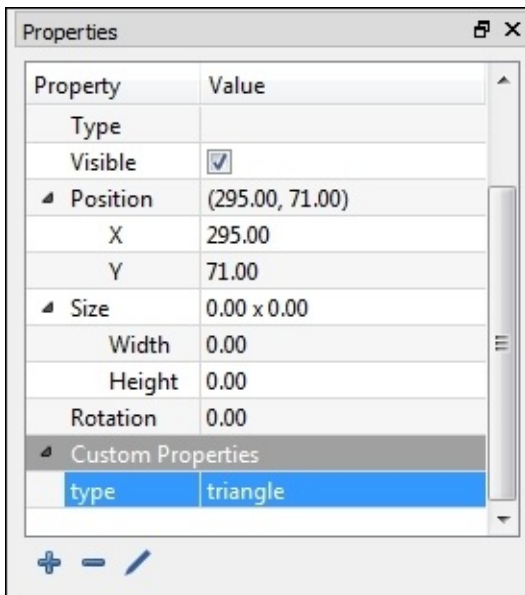 Properties
Property Value
Type
Visible
Position (295.00, 71.00)
X 295.00
Y 71.00
Size 0.00 x 0.00
Width 0.00
Height 0.00
Rotation 0.00
Custom Properties
type triangle